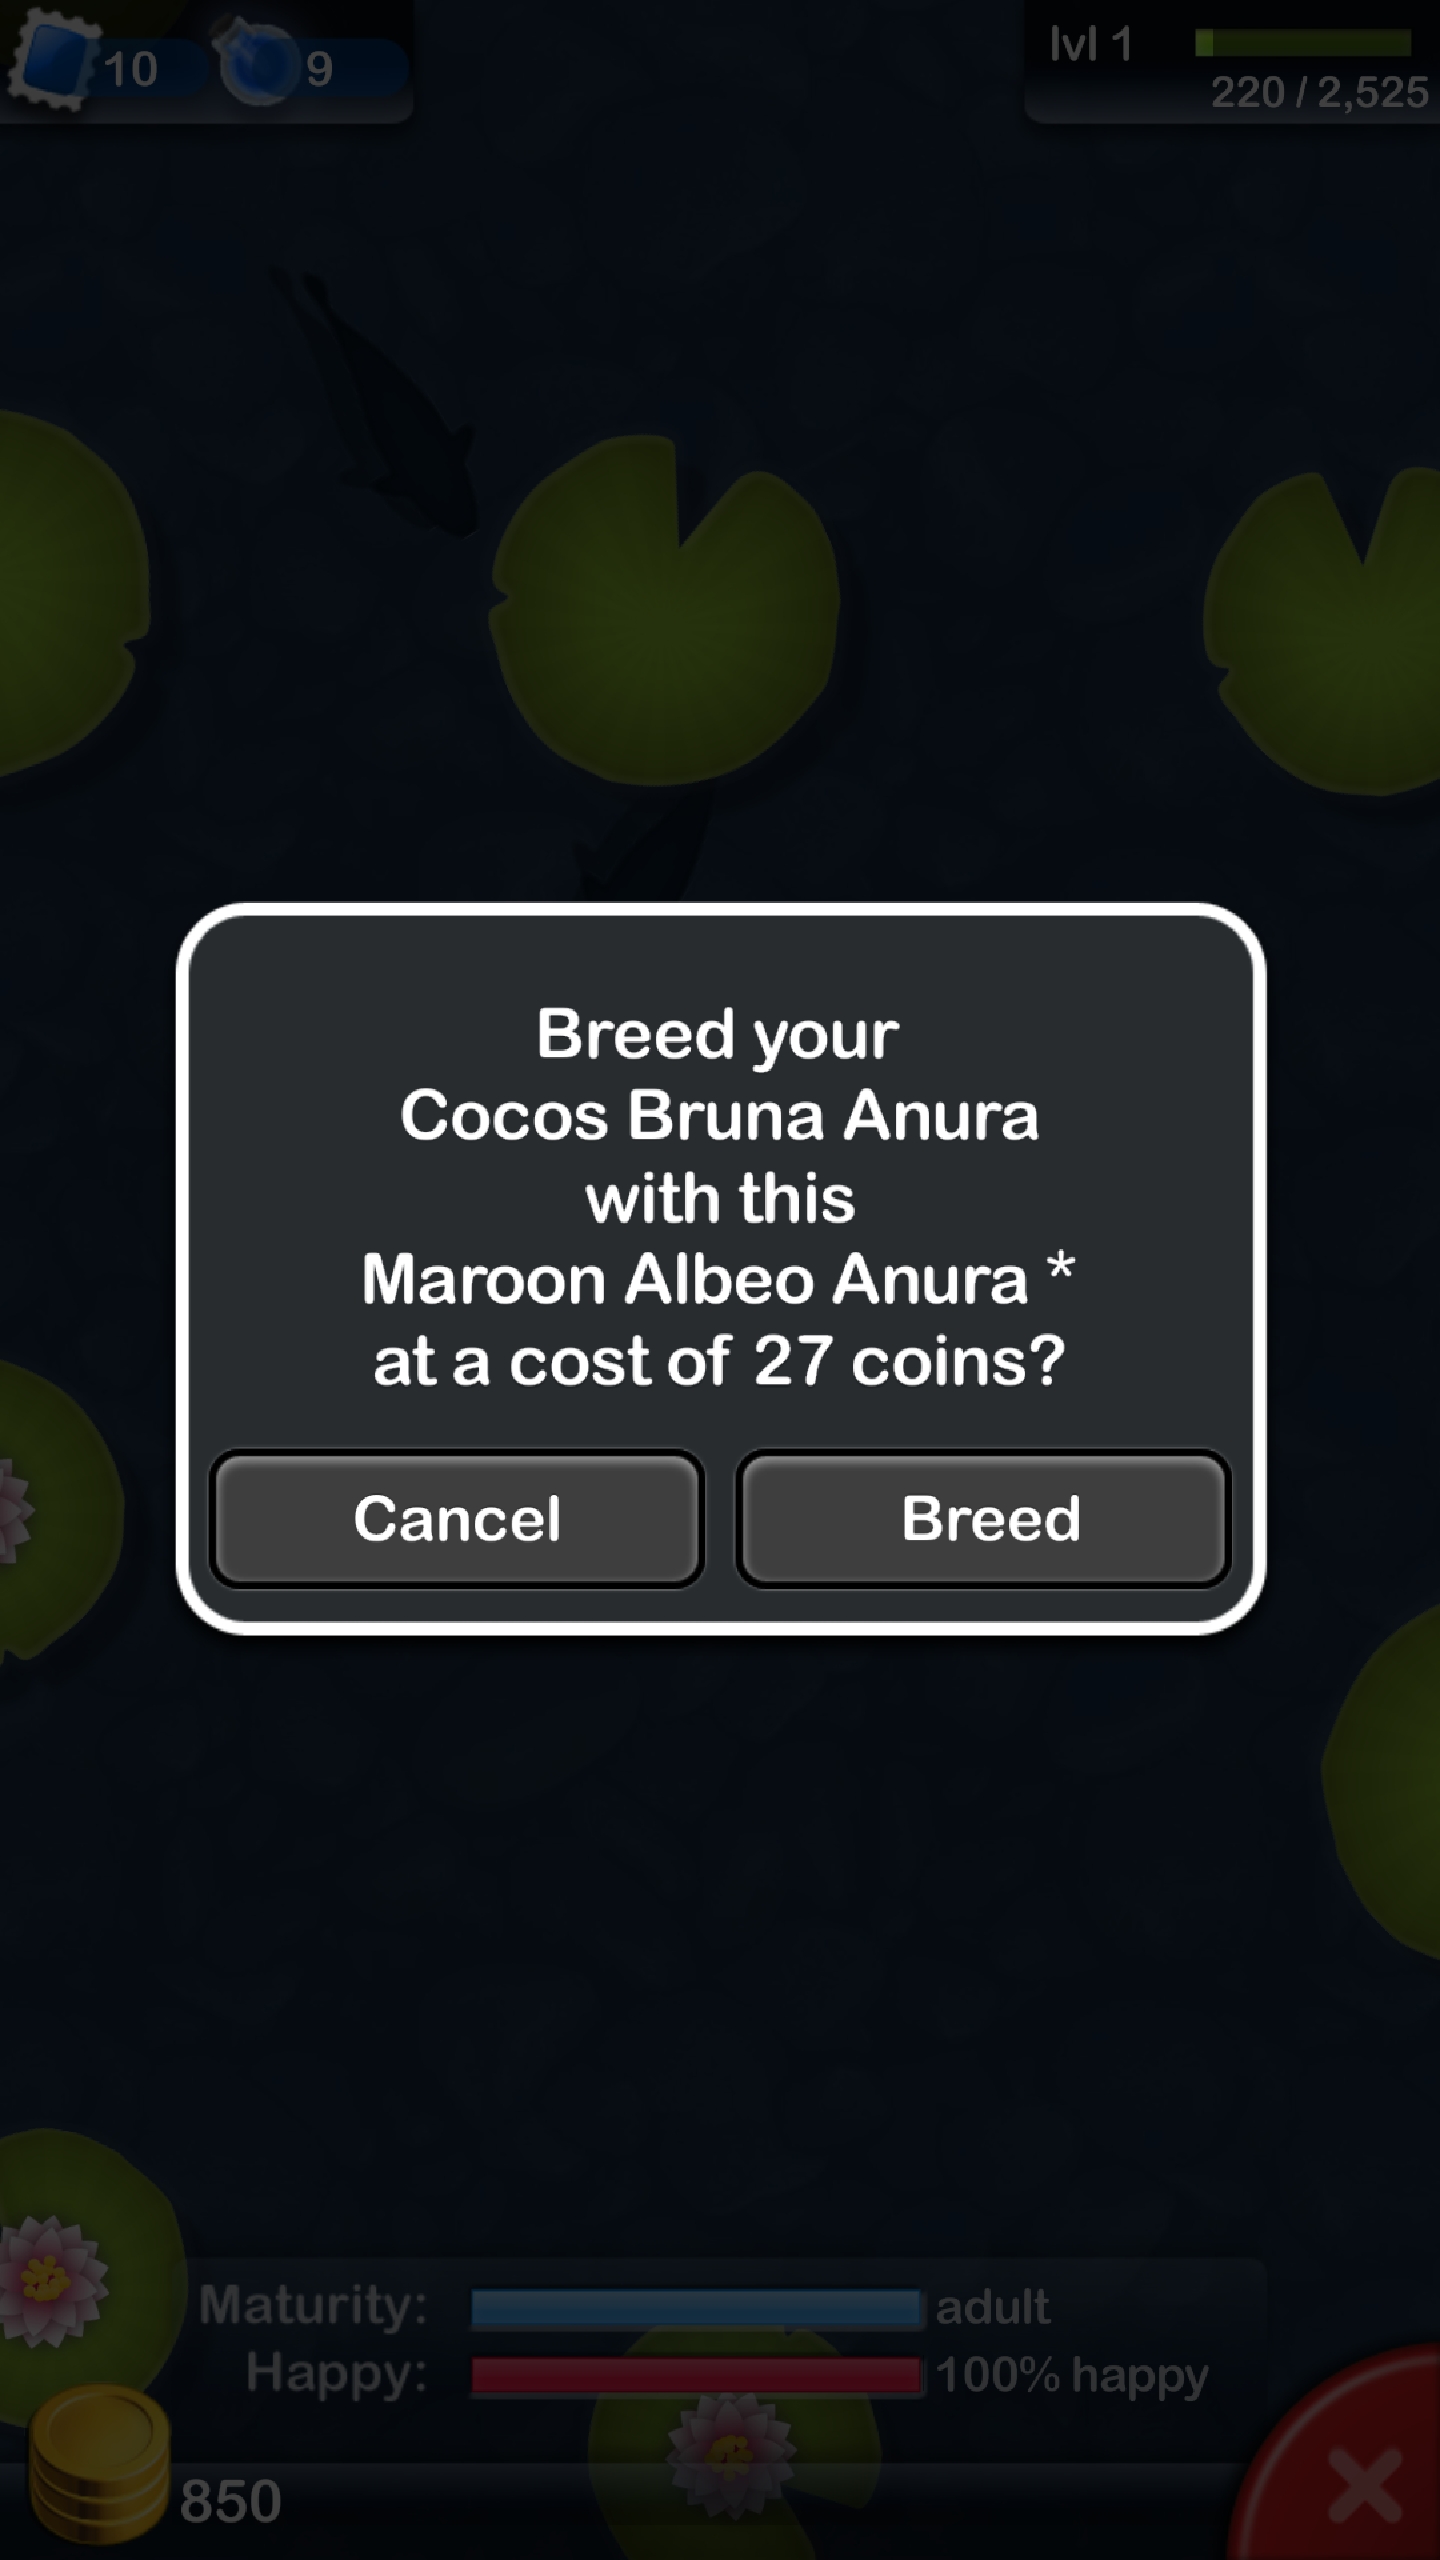 10 9 lvl 1
220 / 2,525
Breed your
Cocos Bruna Anura
with this
Maroon Albeo Anura *
at a cost of 27 coins?
Cancel Breed
Maturity: adult
Happy: 100% happy
850